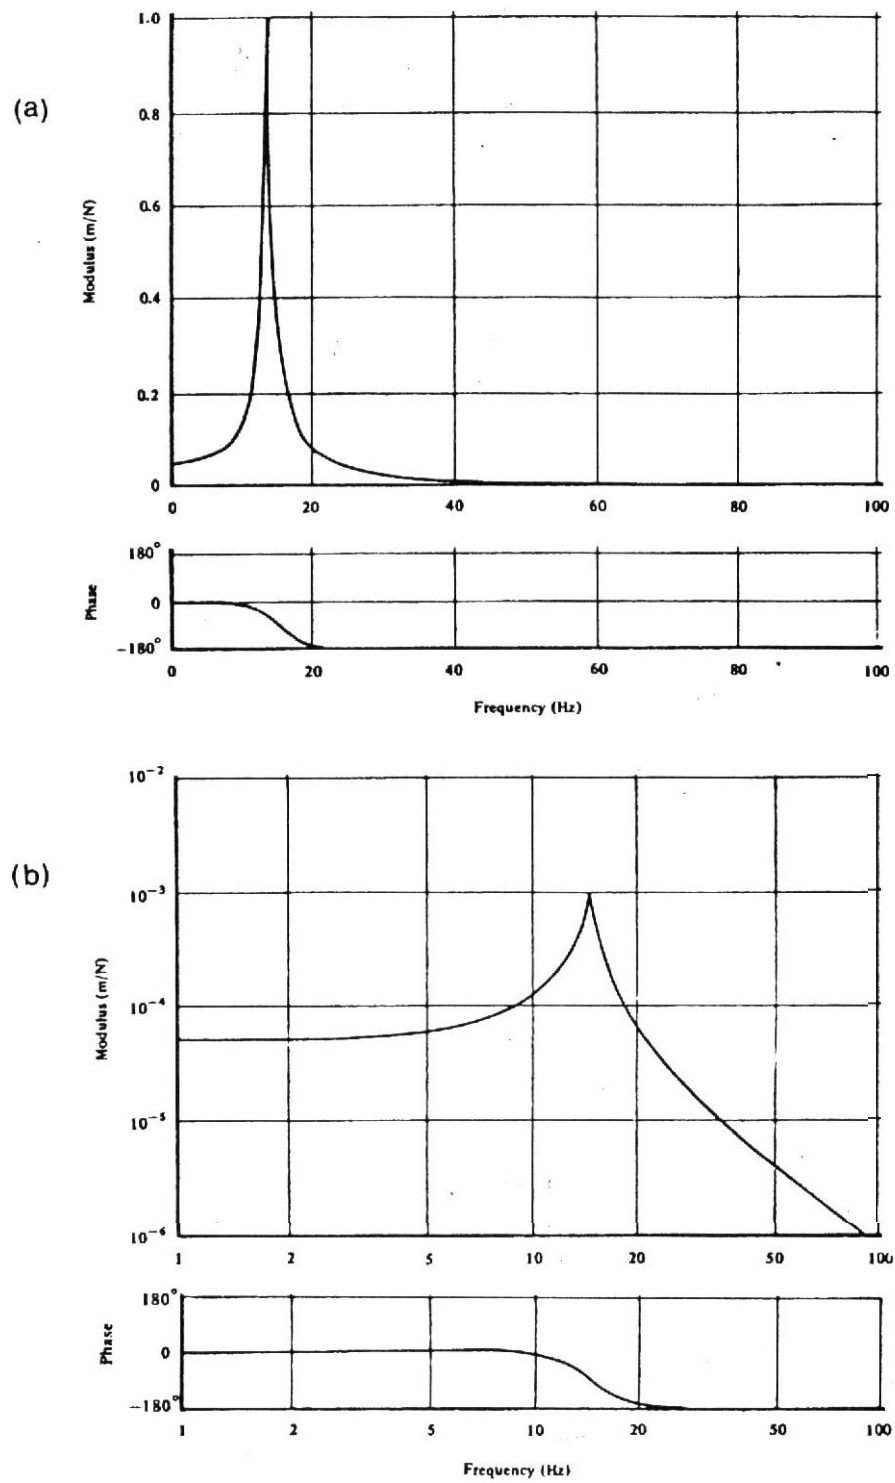 (a)
Modulus (m/N)
1.0
0.8
0.6
0.4
0.2
0
0 20 40 60 80 100
Phase
180°
0
−180°
0 20 40 60 80 100
Frequency (Hz)
(b)
Modulus (m/N)
10⁻²
10⁻³
10⁻⁴
10⁻⁵
10⁻⁶
1 2 5 10 20 50 100
Phase
180°
0
−180°
1 2 5 10 20 50 100
Frequency (Hz)